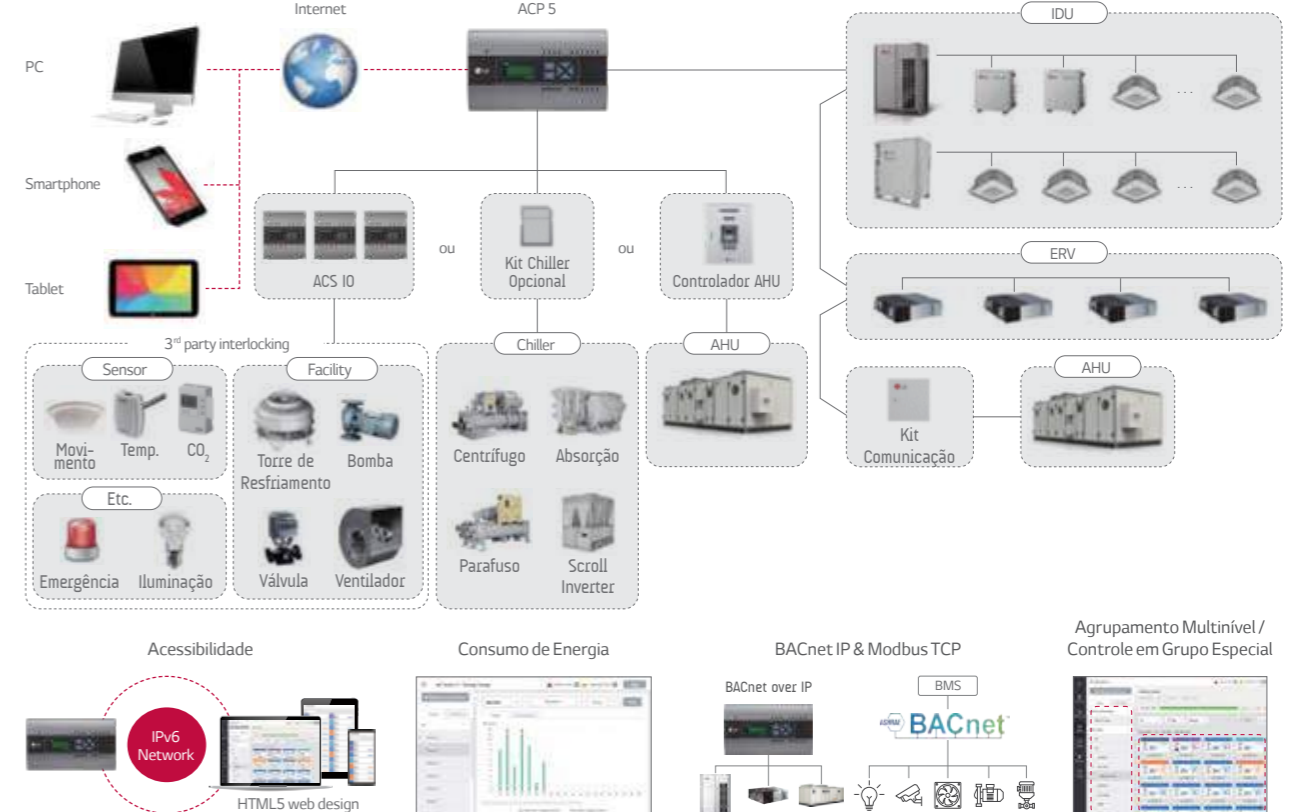 Internet
ACP 5
IDU
PC
Smartphone
Tablet
ou
ou
ACS IO
Kit Chiller
Opcional
Controlador AHU
ERV
3rd party interlocking
Sensor
Facility
Chiller
AHU
AHU
Movi-
mento
Temp.
CO2
Torre de
Resfriamento
Bomba
Centrífugo
Absorção
Kit
Comunicação
Etc.
Emergência
Iluminação
Válvula
Ventilador
Parafuso
Scroll
Inverter
Acessibilidade
Consumo de Energia
BACnet IP & Modbus TCP
Agrupamento Multinível /
Controle em Grupo Especial
IPv6
Network
HTML5 web design
BACnet over IP
BMS
ASHRAE BACnet